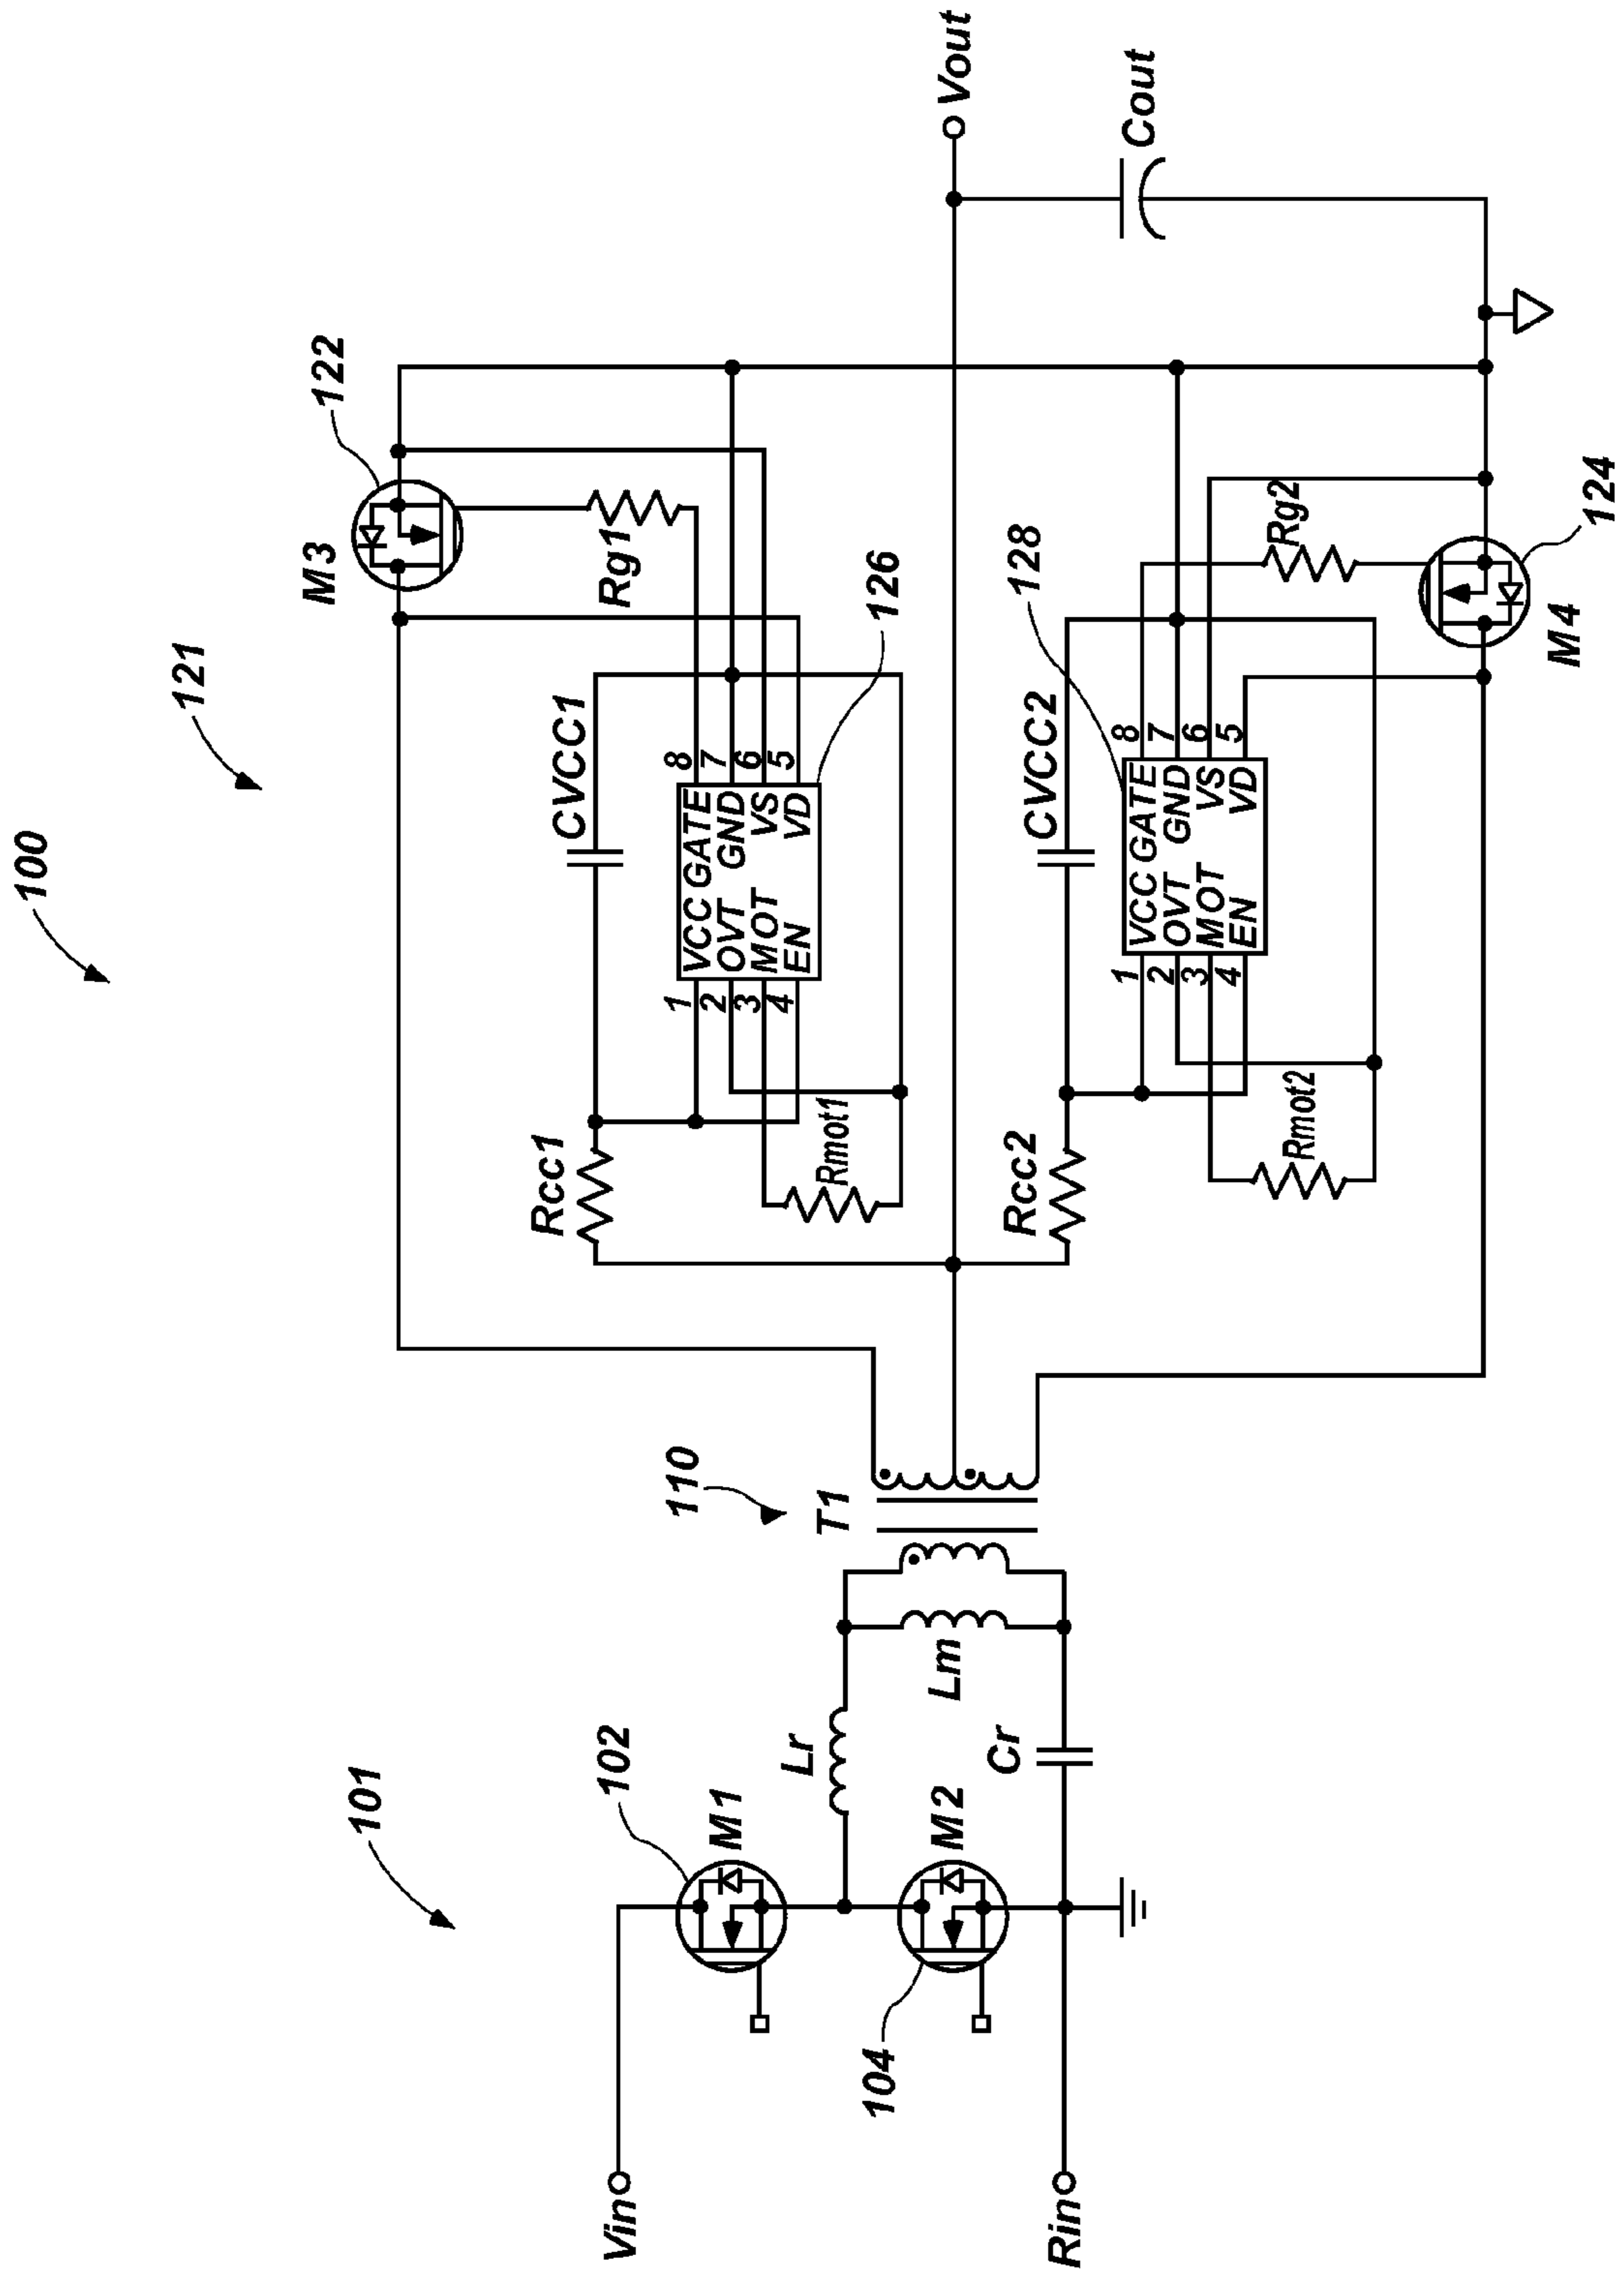 100
121
101
110
M3
122
Rg1
CVCC1
126
Rcc1
8
7
6
5
VCC GATE
OVT GND
MOT VS
EN VD
1
2
3
4
Rmot1
Vout
Cout
128
CVCC2
Rcc2
8
7
6
5
VCC GATE
OVT GND
MOT VS
EN VD
1
2
3
4
Rmot2
Rg2
124
M4
T1
Lm
Lr
Cr
102
M1
M2
104
Vin
Rin